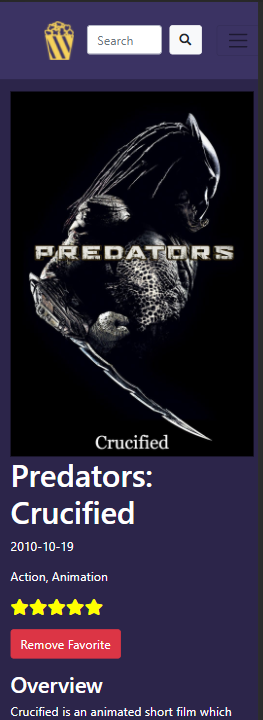 Search
PREDATORS
Crucified
Predators:
Crucified
2010-10-19
Action, Animation
Remove Favorite
Overview
Crucified is an animated short film which